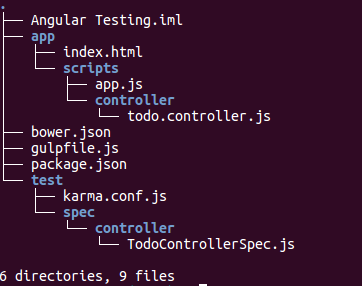 .
├── Angular Testing.iml
├── app
│   ├── index.html
│   └── scripts
│       ├── app.js
│       └── controller
│           └── todo.controller.js
├── bower.json
├── gulpfile.js
├── package.json
└── test
    ├── karma.conf.js
    └── spec
        └── controller
            └── TodoControllerSpec.js
6 directories, 9 files